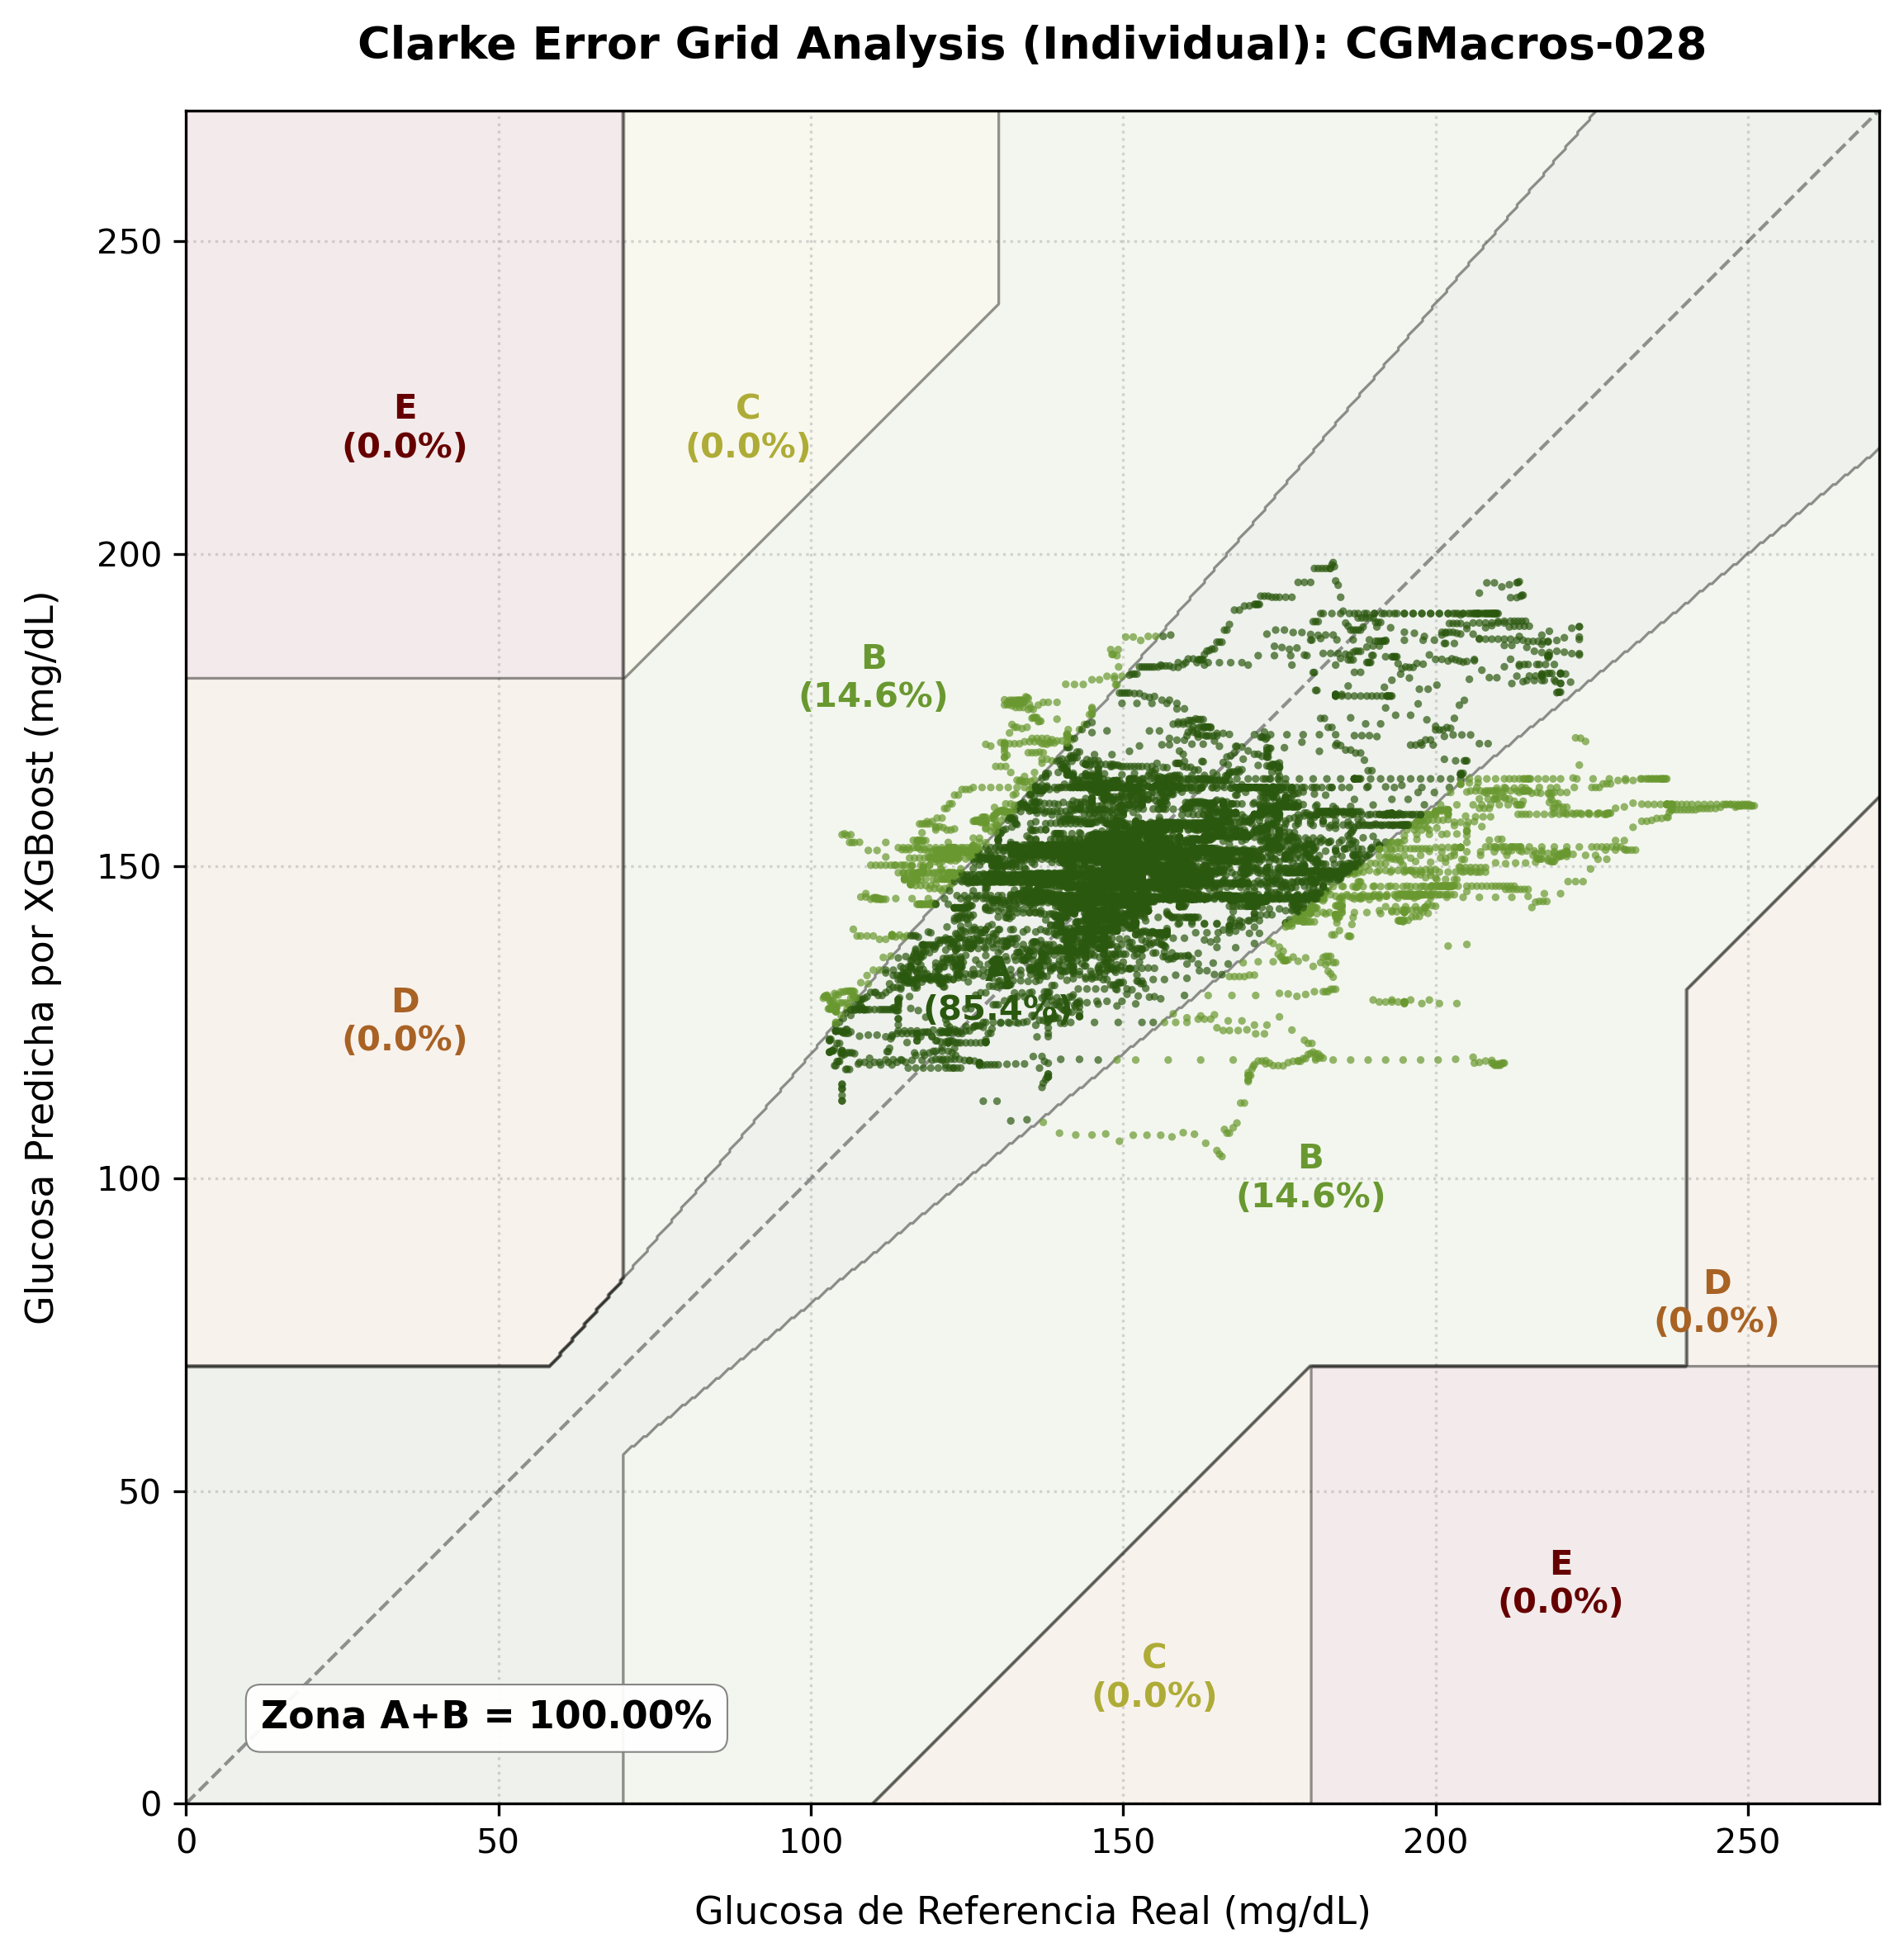 Clarke Error Grid Analysis (Individual): CGMacros-028
Glucosa Predicha por XGBoost (mg/dL)
250
200
150
100
50
0
E
(0.0%)
C
(0.0%)
B
(14.6%)
D
(0.0%)
A
(85.4%)
B
(14.6%)
D
(0.0%)
E
(0.0%)
C
(0.0%)
Zona A+B = 100.00%
0
50
100
150
200
250
Glucosa de Referencia Real (mg/dL)